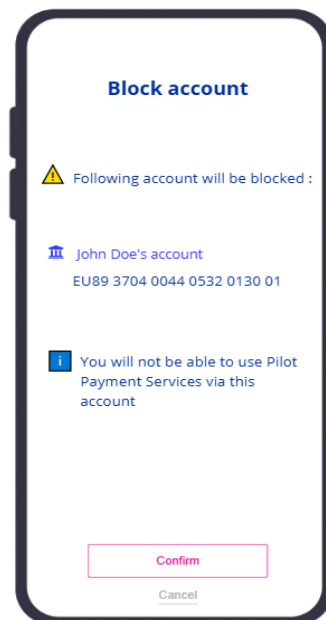 Block account
Following account will be blocked :
John Doe's account
EU89 3704 0044 0532 0130 01
i
You will not be able to use Pilot
Payment Services via this
account
Confirm
Cancel